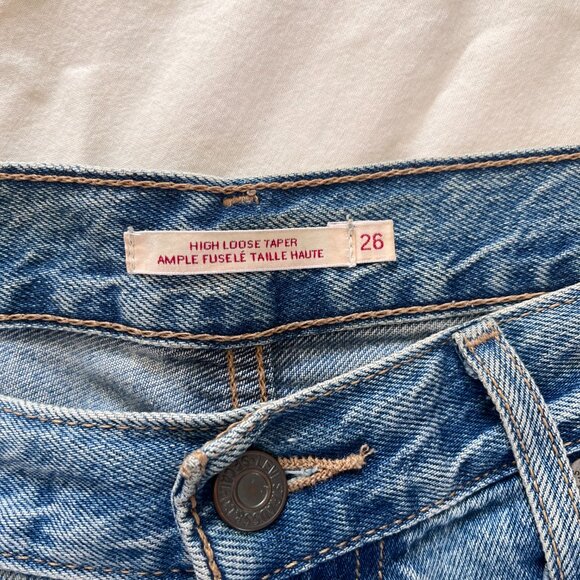 HIGH LOOSE TAPER
AMPLE FUSELÉ TAILLE HAUTE
26